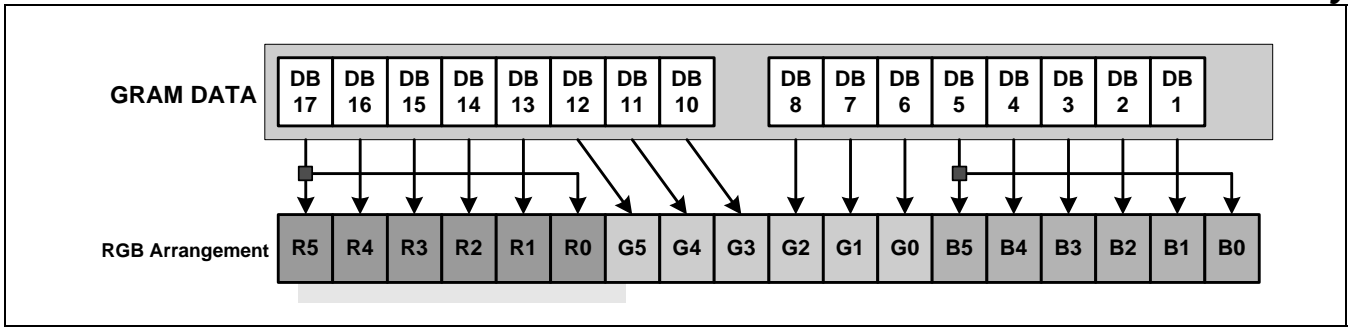 DB DB DB DB DB DB DB DB DB DB DB DB DB DB DB DB
GRAM DATA 17 16 15 14 13 12 11 10 8 7 6 5 4 3 2 1
RGB Arrangement R5 R4 R3 R2 R1 R0 G5 G4 G3 G2 G1 G0 B5 B4 B3 B2 B1 B0